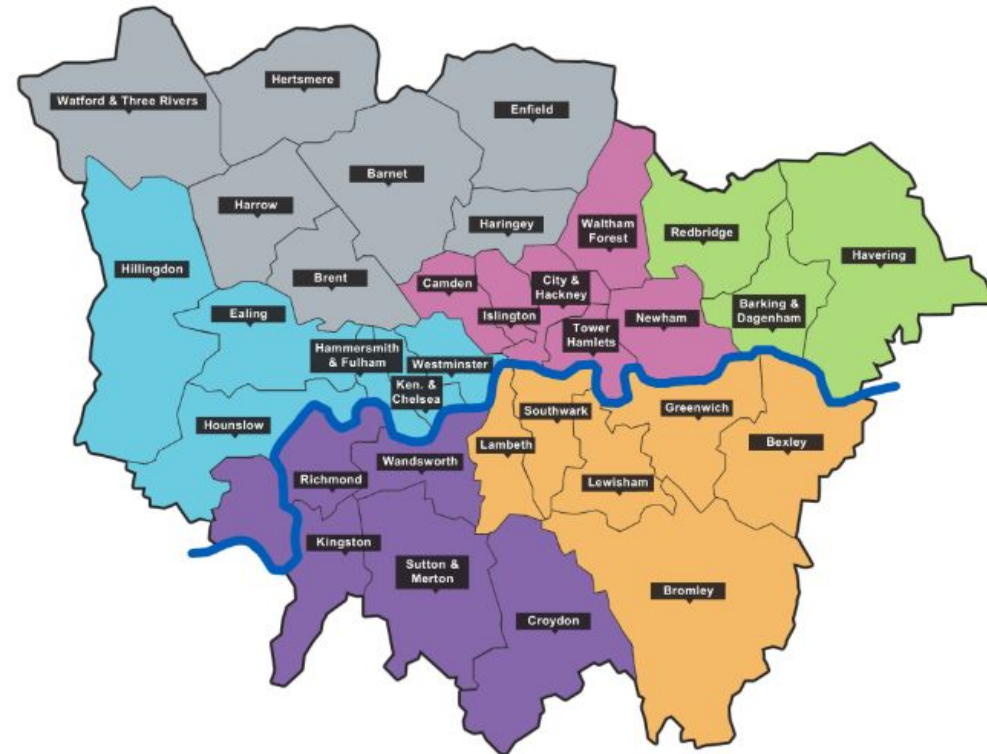 Hertsmere
Watford & Three Rivers
Enfield
Barnet
Harrow
Haringey
Waltham
Forest
Redbridge
Havering
Hillingdon
Brent
Camden
City &
Hackney
Islington
Newham
Barking &
Dagenham
Ealing
Tower
Hamlets
Hammersmith
& Fulham
Westminster
Ken. &
Chelsea
Hounslow
Southwark
Greenwich
Lambeth
Bexley
Wandsworth
Richmond
Lewisham
Kingston
Sutton &
Merton
Bromley
Croydon